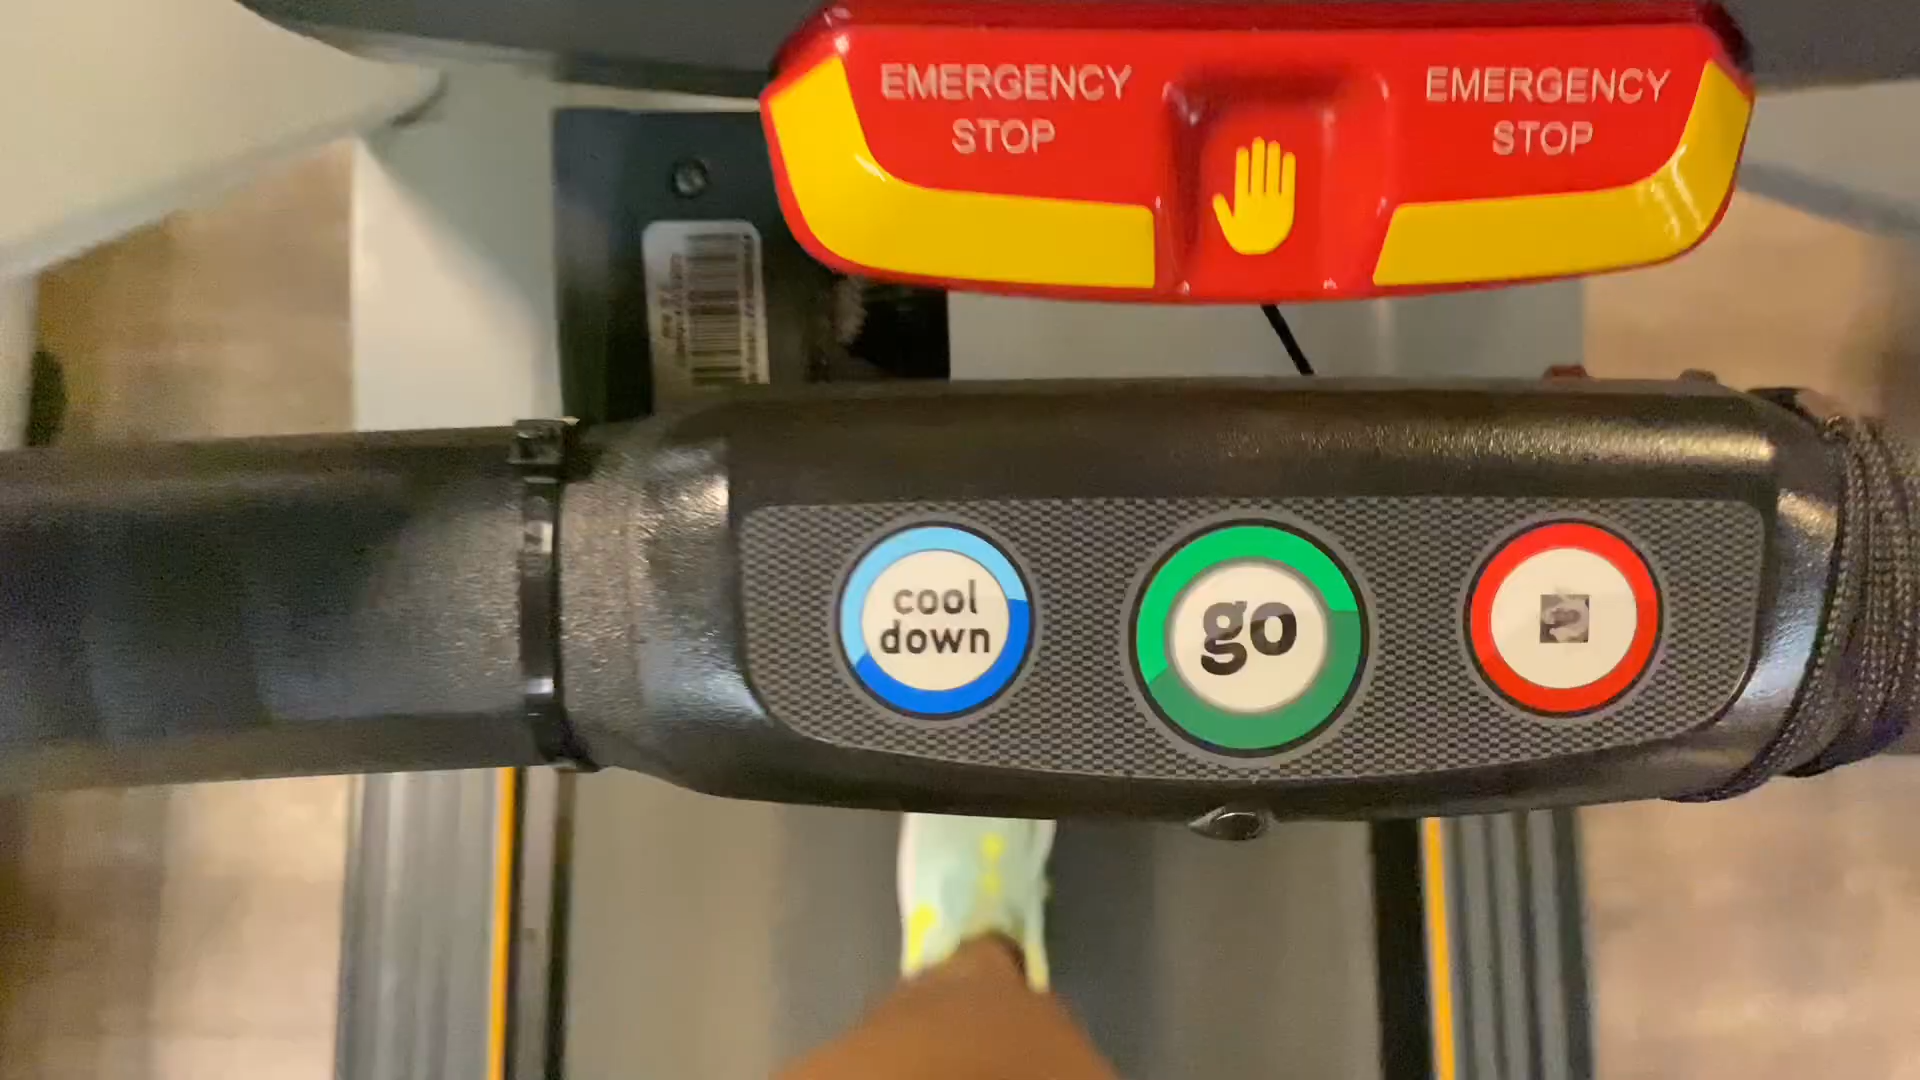 EMERGENCY
STOP
EMERGENCY
STOP
cool
down
go